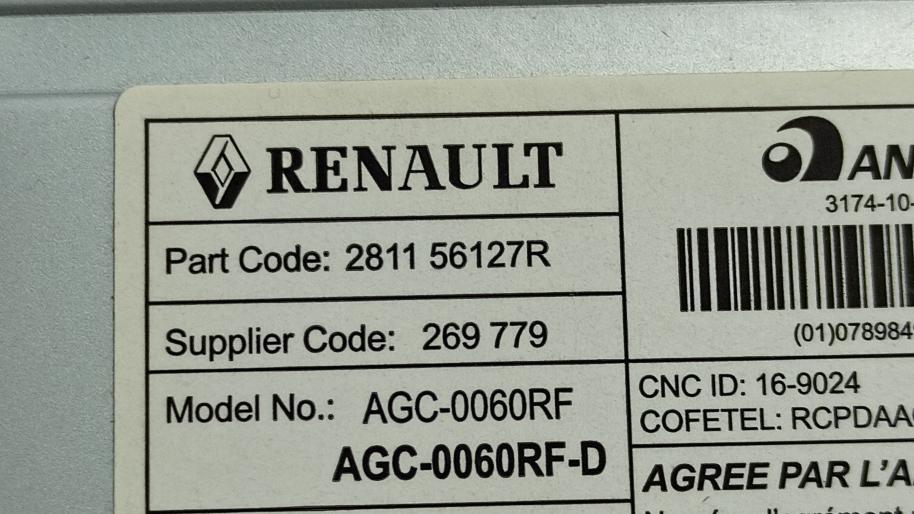 RENAULT
Part Code: 2811 56127R
Supplier Code: 269 779
Model No.: AGC-0060RF
AGC-0060RF-D
3174-10-
(01)078984
CNC ID: 16-9024
COFETEL: RCPDAA
AGREE PAR L'A